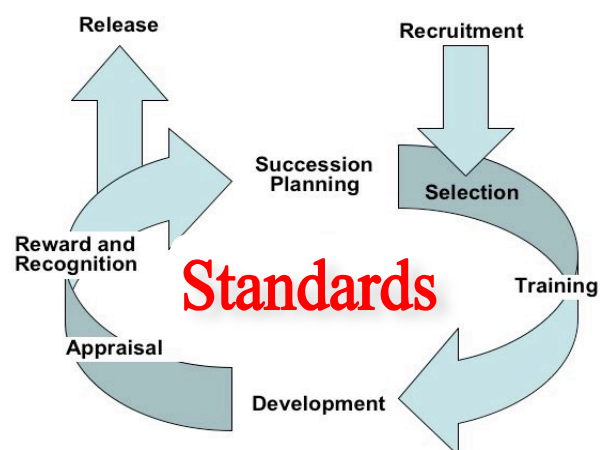 Release
Recruitment
Succession
Planning
Selection
Reward and
Recognition
Standards
Training
Appraisal
Development